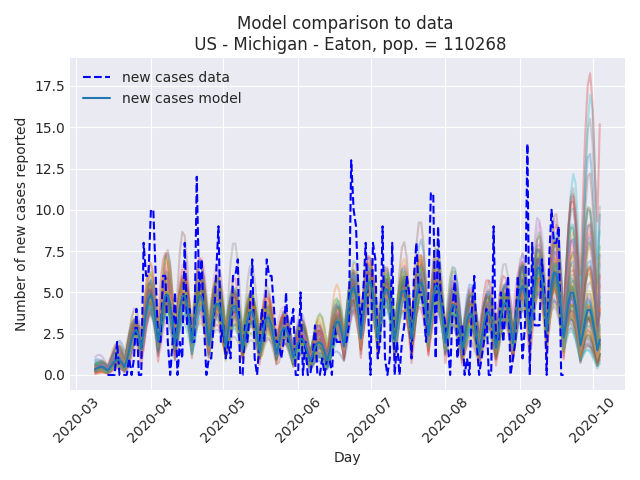 Model comparison to data
US - Michigan - Eaton, pop. = 110268
new cases data
new cases model
Number of new cases reported
17.5
15.0
12.5
10.0
7.5
5.0
2.5
0.0
2020-03
2020-04
2020-05
2020-06
2020-07
2020-08
2020-09
2020-10
Day